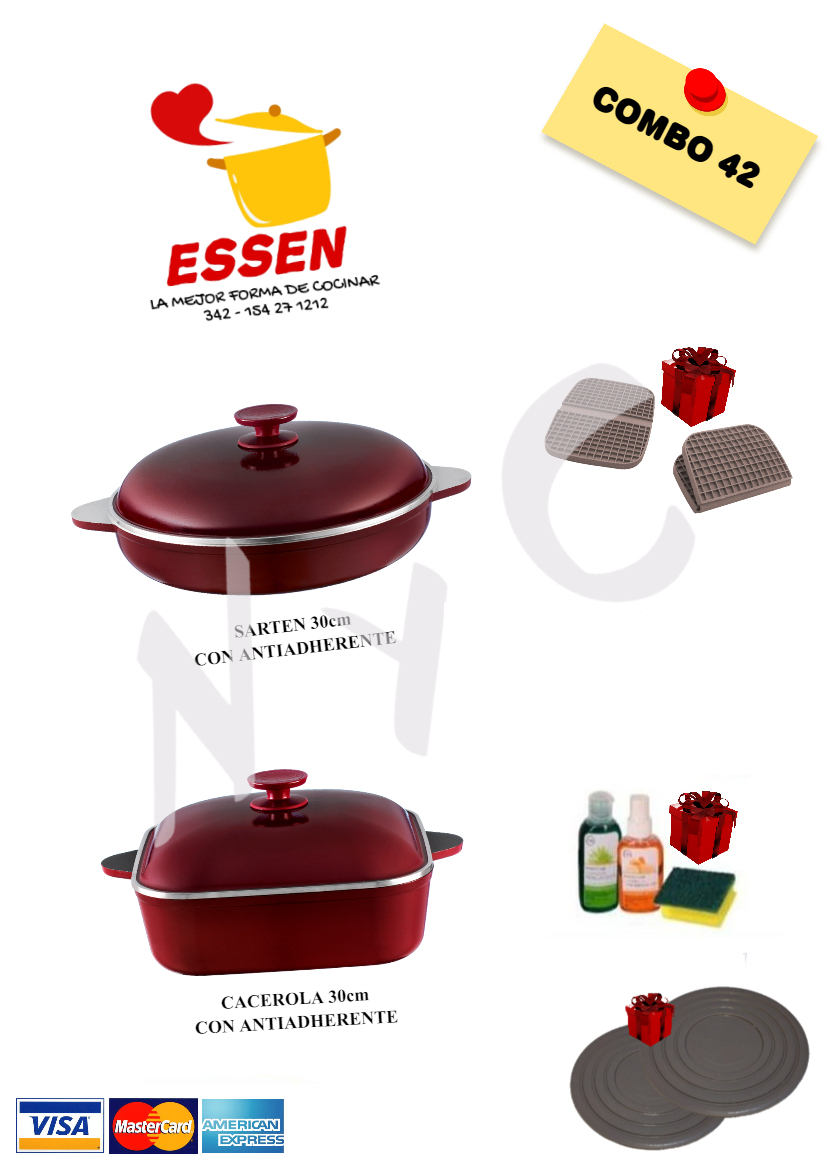 COMBO 42
ESSEN
LA MEJOR FORMA DE COCINAR
342 - 154 27 1212
SARTEN 30cm
CON ANTIADHERENTE
CACEROLA 30cm
CON ANTIADHERENTE
VISA
MasterCard
AMERICAN
EXPRESS